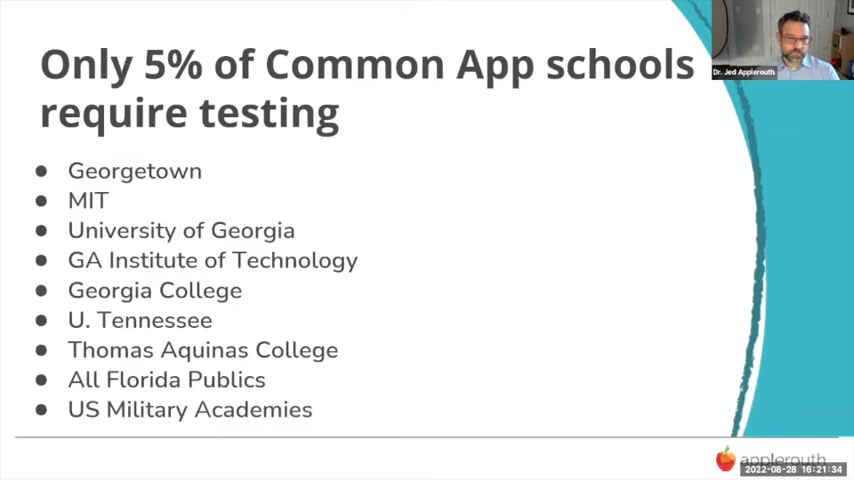 Only 5% of Common App schools
require testing
Dr. Jed Applerouth
● Georgetown
● MIT
● University of Georgia
● GA Institute of Technology
● Georgia College
● U. Tennessee
● Thomas Aquinas College
● All Florida Publics
● US Military Academies
applerouth
2022-08-28 16:21:34